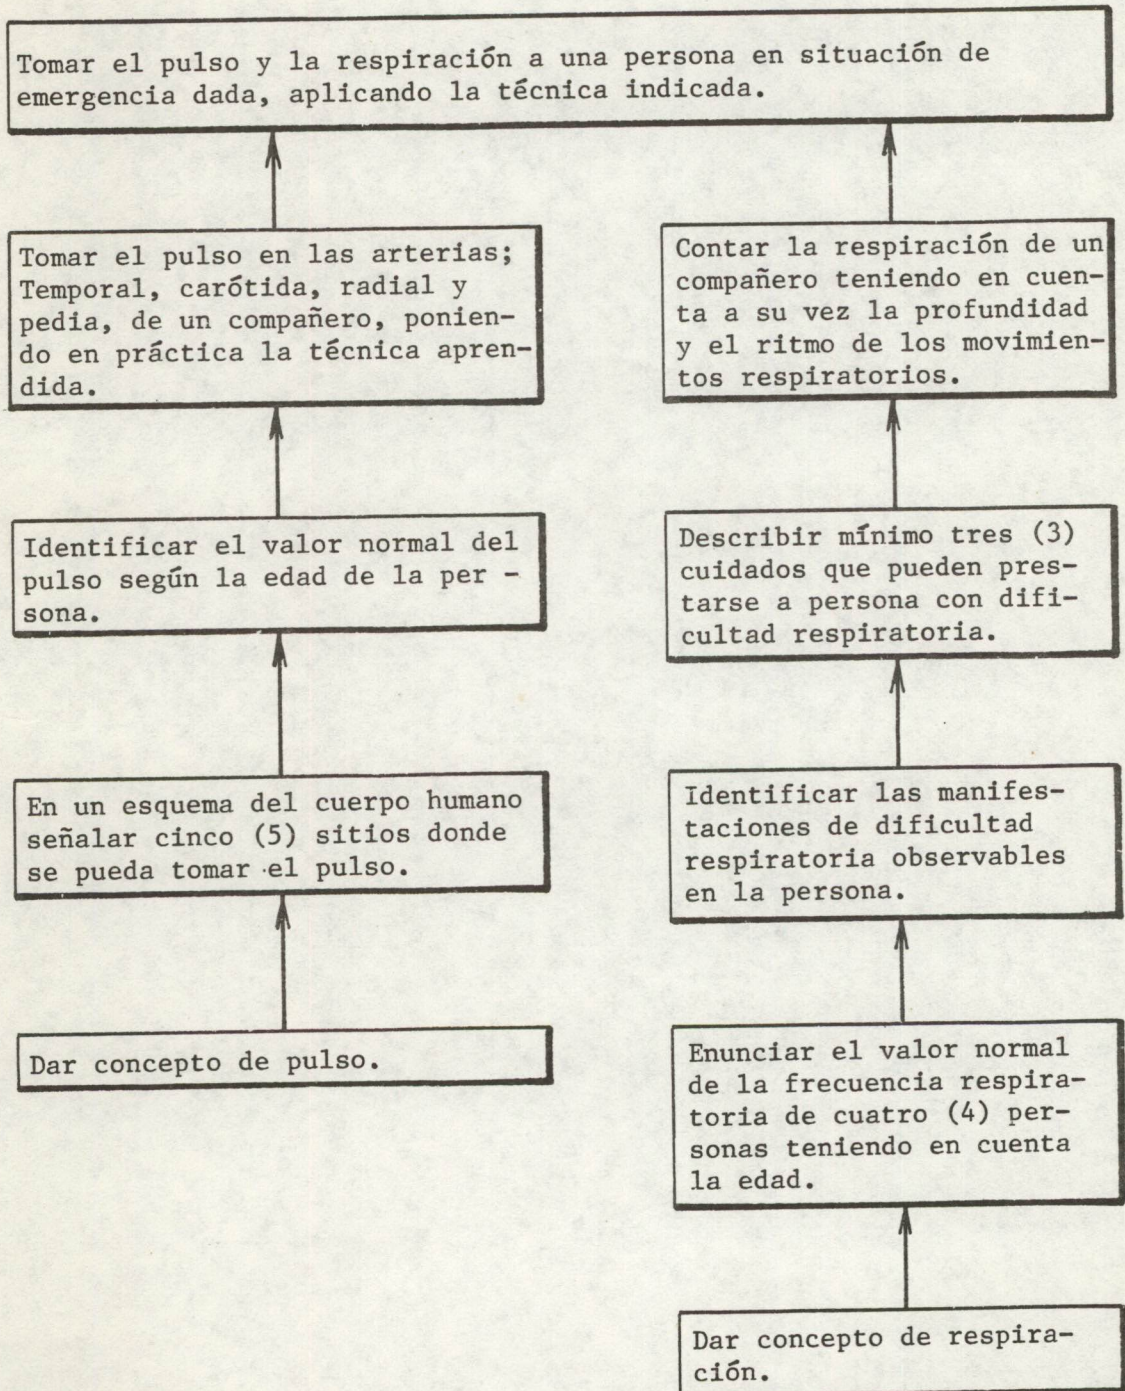 Tomar el pulso y la respiración a una persona en situación de
emergencia dada, aplicando la técnica indicada.
Tomar el pulso en las arterias;
Temporal, carótida, radial y
pedia, de un compañero, ponien-
do en práctica la técnica apren-
dida.
Contar la respiración de un
compañero teniendo en cuen-
ta a su vez la profundidad
y el ritmo de los movimien-
tos respiratorios.
Identificar el valor normal del
pulso según la edad de la per -
sona.
Describir mínimo tres (3)
cuidados que pueden pres-
tarse a persona con difi-
cultad respiratoria.
En un esquema del cuerpo humano
señalar cinco (5) sitios donde
se pueda tomar el pulso.
Identificar las manifes-
taciones de dificultad
respiratoria observables
en la persona.
Dar concepto de pulso.
Enunciar el valor normal
de la frecuencia respira-
toria de cuatro (4) per-
sonas teniendo en cuenta
la edad.
Dar concepto de respira-
ción.